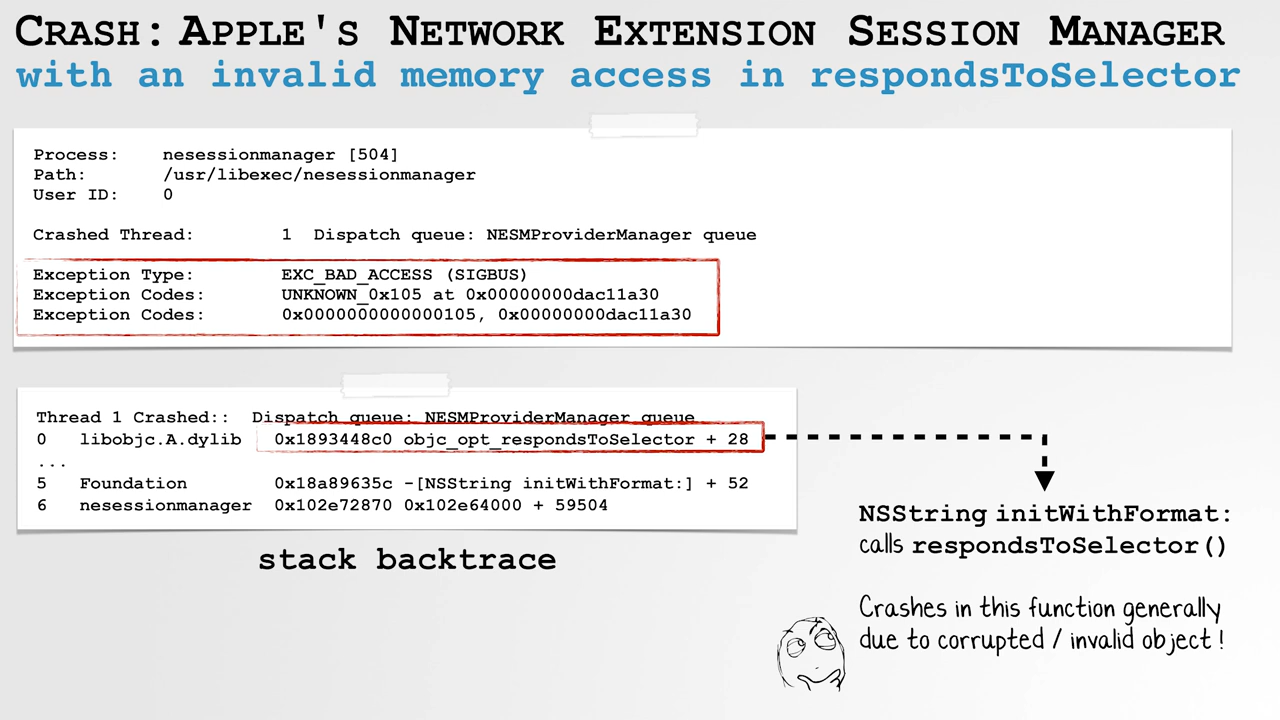 CRASH: APPLE'S NETWORK EXTENSION SESSION MANAGER
with an invalid memory access in respondsToSelector
Process: nesessionmanager [504]
Path: /usr/libexec/nesessionmanager
User ID: 0
Crashed Thread: 1 Dispatch queue: NESMProviderManager queue
Exception Type: EXC_BAD_ACCESS (SIGBUS)
Exception Codes: UNKNOWN_0x105 at 0x00000000dac11a30
Exception Codes: 0x0000000000000105, 0x00000000dac11a30
Thread 1 Crashed:: Dispatch queue: NESMProviderManager queue
0 libobjc.A.dylib 0x1893448c0 objc_opt_respondsToSelector + 28
...
5 Foundation 0x18a89635c -[NSString initWithFormat:] + 52
6 nesessionmanager 0x102e72870 0x102e64000 + 59504
stack backtrace
NSString initWithFormat:
calls respondsToSelector()
Crashes in this function generally
due to corrupted / invalid object !